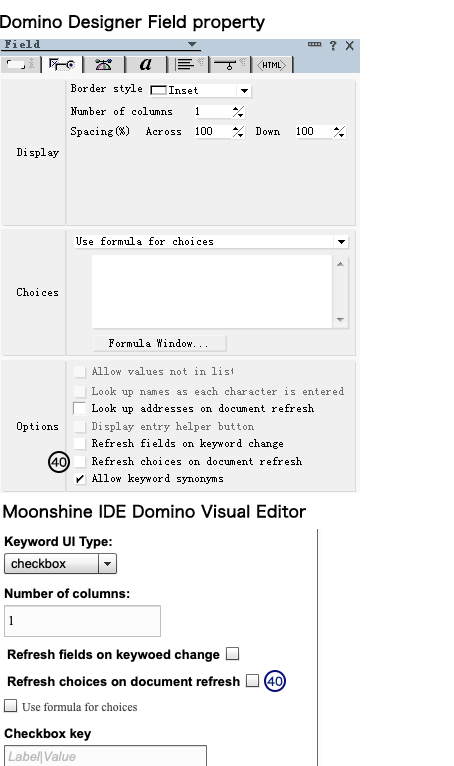 Domino Designer Field property
Field ? X
a <HTML>
Border style Inset
Number of columns 1
Spacing(%) Across 100 Down 100
Display
Use formula for choices
Choices
Formula Window...
Allow values not in list
Look up names as each character is entered
Look up addresses on document refresh
Options Display entry helper button
Refresh fields on keyword change
40 Refresh choices on document refresh
Allow keyword synonyms
Moonshine IDE Domino Visual Editor
Keyword UI Type:
checkbox
Number of columns:
1
Refresh fields on keywoed change
Refresh choices on document refresh 40
Use formula for choices
Checkbox key
Label|Value